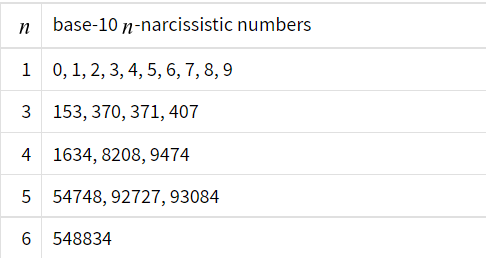 n base-10 n-narcissistic numbers
1 0, 1, 2, 3, 4, 5, 6, 7, 8, 9
3 153, 370, 371, 407
4 1634, 8208, 9474
5 54748, 92727, 93084
6 548834